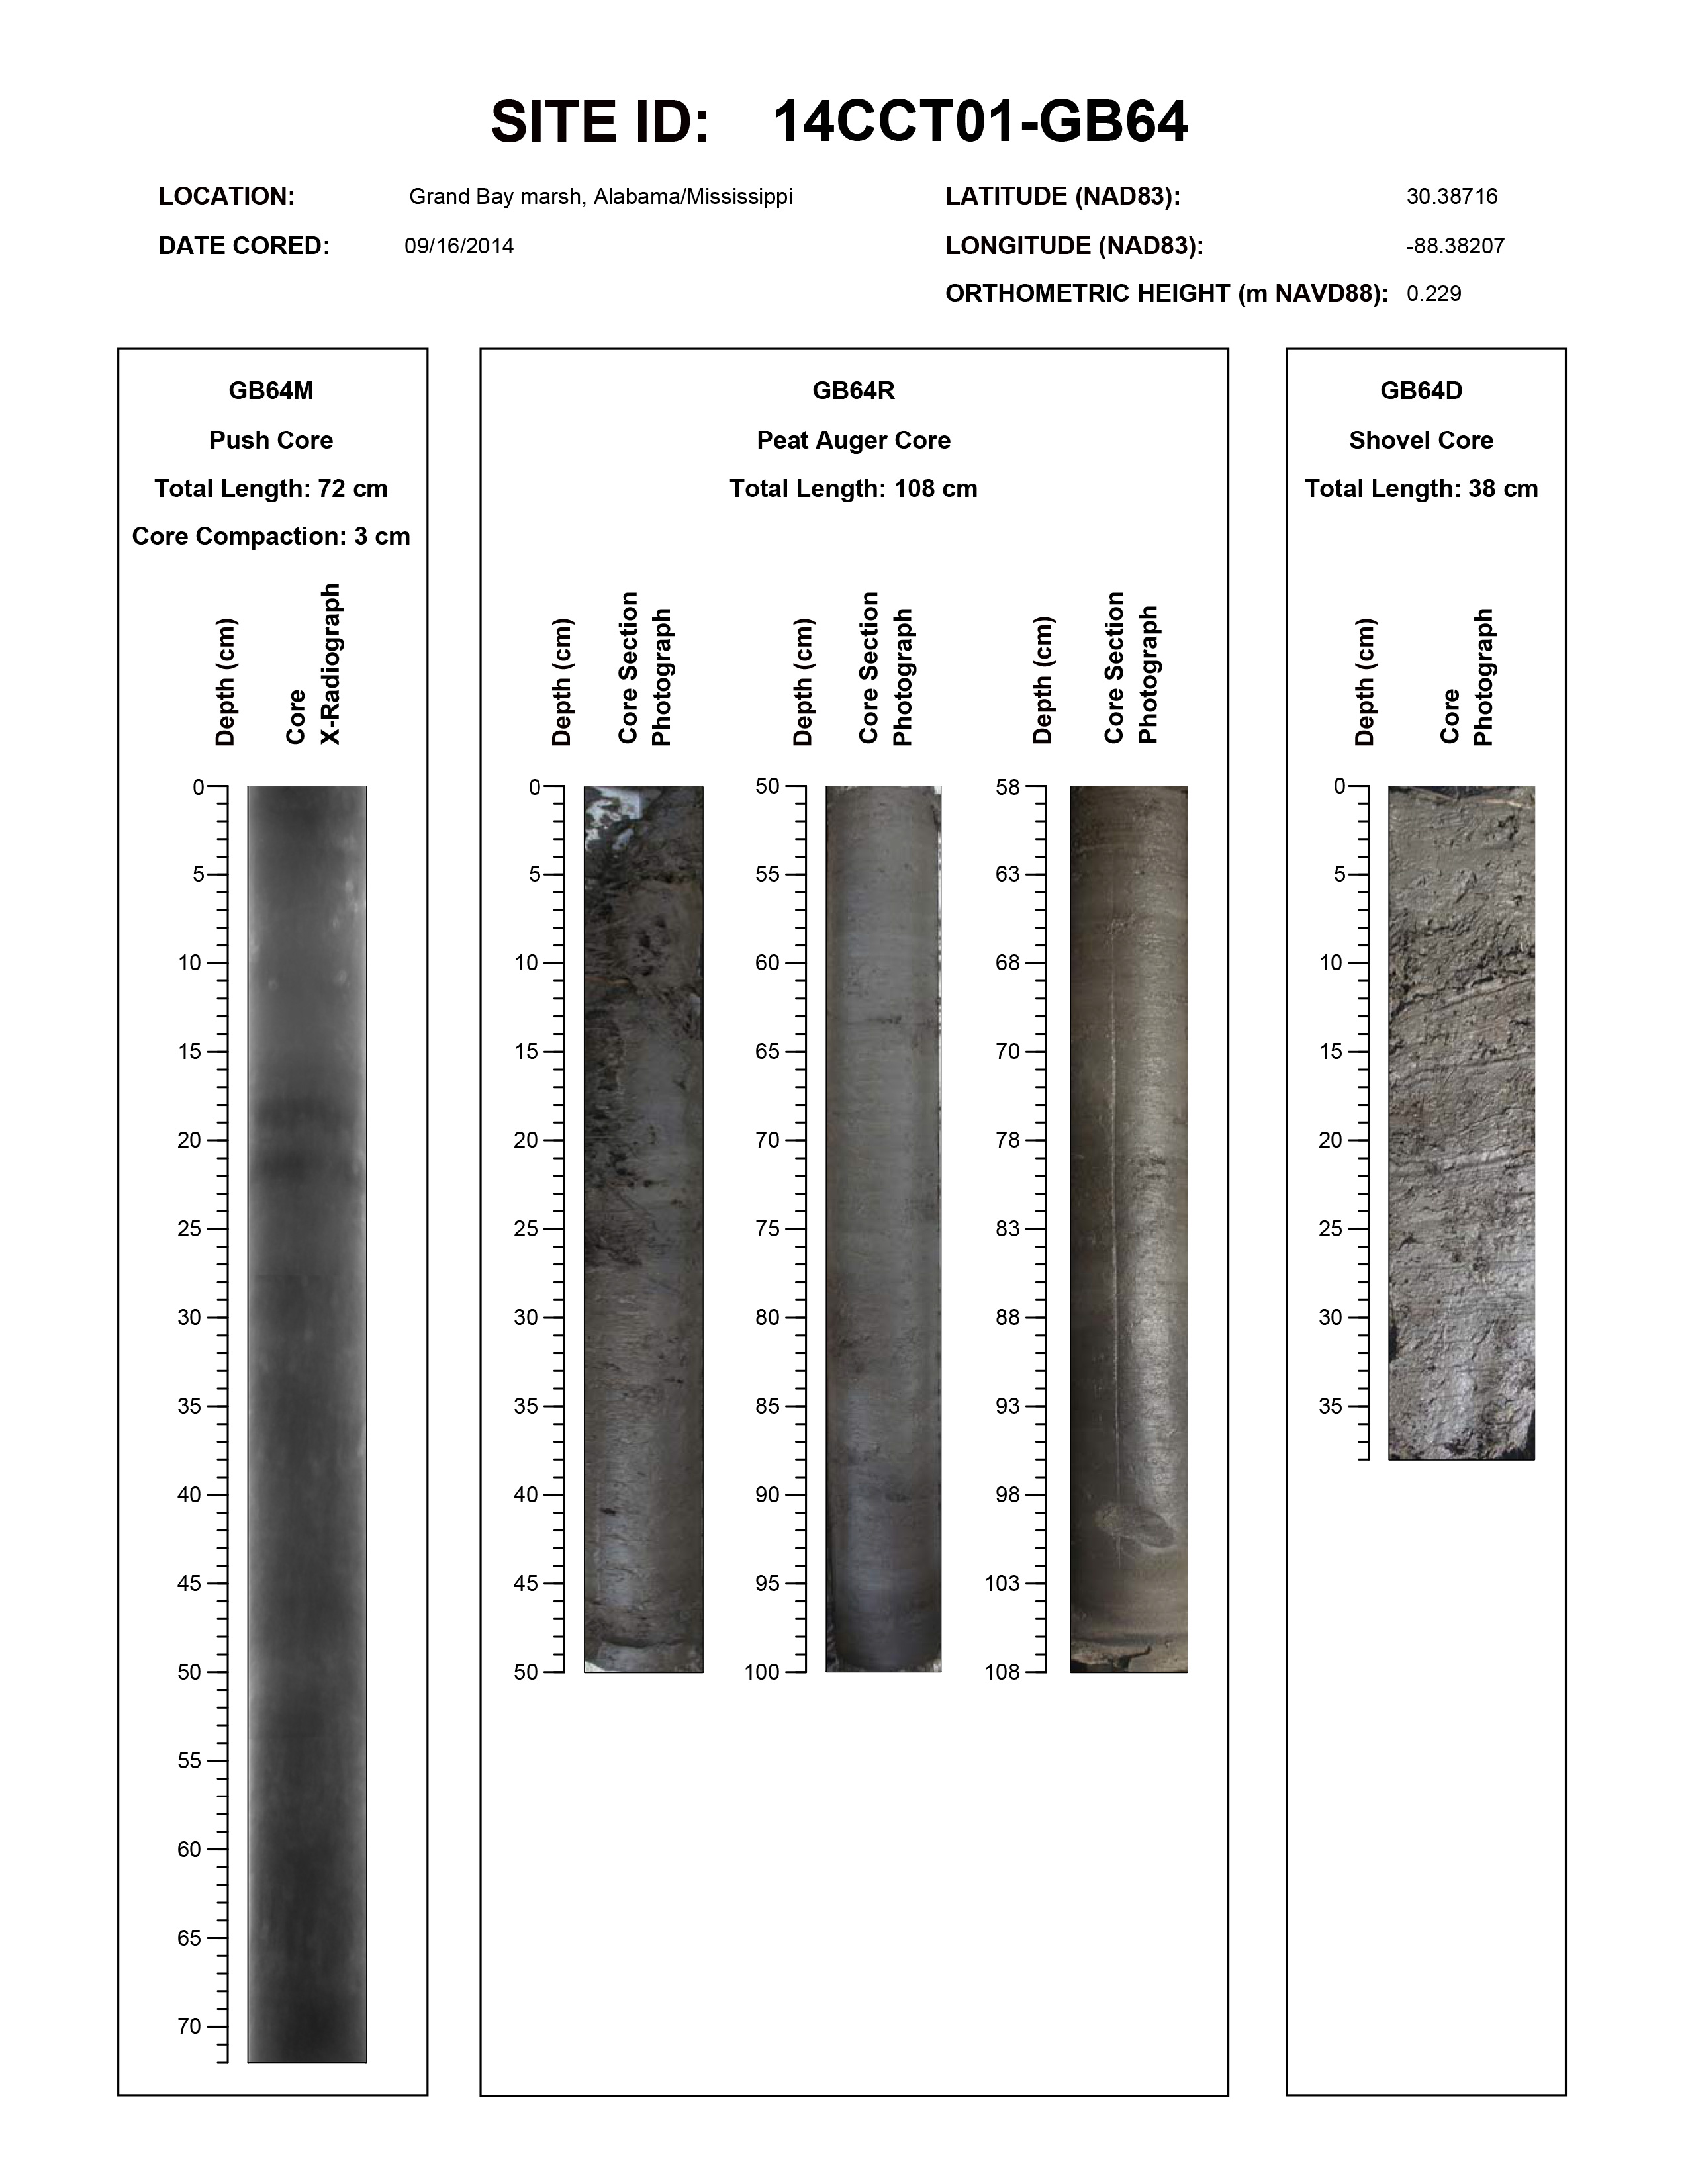 SITE ID: 14CCT01-GB64
LOCATION: Grand Bay marsh, Alabama/Mississippi
DATE CORED: 09/16/2014
LATITUDE (NAD83): 30.38716
LONGITUDE (NAD83): -88.38207
ORTHOMETRIC HEIGHT (m NAVD88): 0.229
GB64M
Push Core
Total Length: 72 cm
Core Compaction: 3 cm
Depth (cm)
Core
X-Radiograph
0
5
10
15
20
25
30
35
40
45
50
55
60
65
70
GB64R
Peat Auger Core
Total Length: 108 cm
Depth (cm)
Core Section
Photograph
0
5
10
15
20
25
30
35
40
45
50
Depth (cm)
Core Section
Photograph
50
55
60
65
70
75
80
85
90
95
100
Depth (cm)
Core Section
Photograph
58
63
68
70
78
83
88
93
98
103
108
GB64D
Shovel Core
Total Length: 38 cm
Depth (cm)
Core
Photograph
0
5
10
15
20
25
30
35